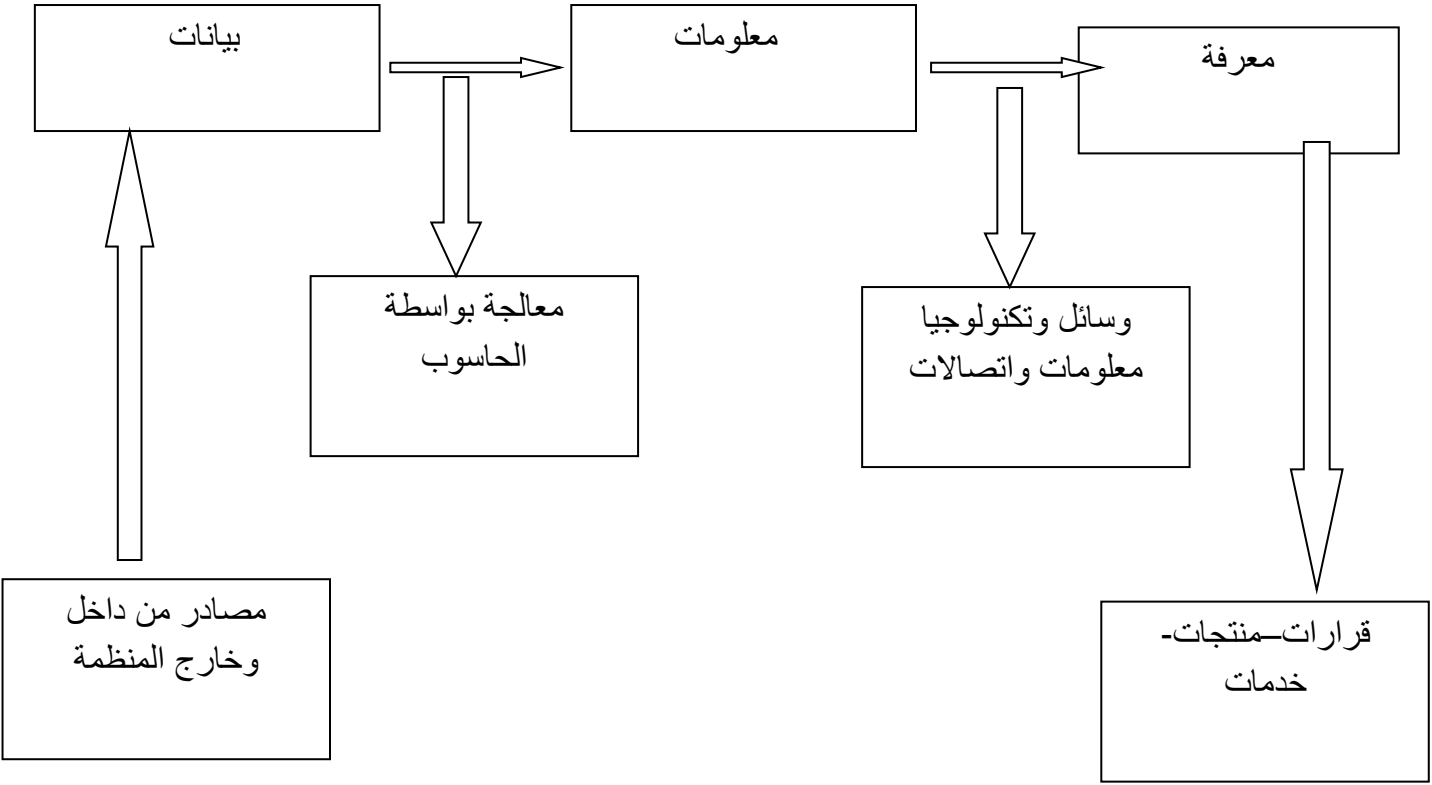 بيانات
معلومات
معرفة
معالجة بواسطة
الحاسوب
وسائل وتكنولوجيا
معلومات واتصالات
مصادر من داخل
وخارج المنظمة
قرارات–منتجات-
خدمات